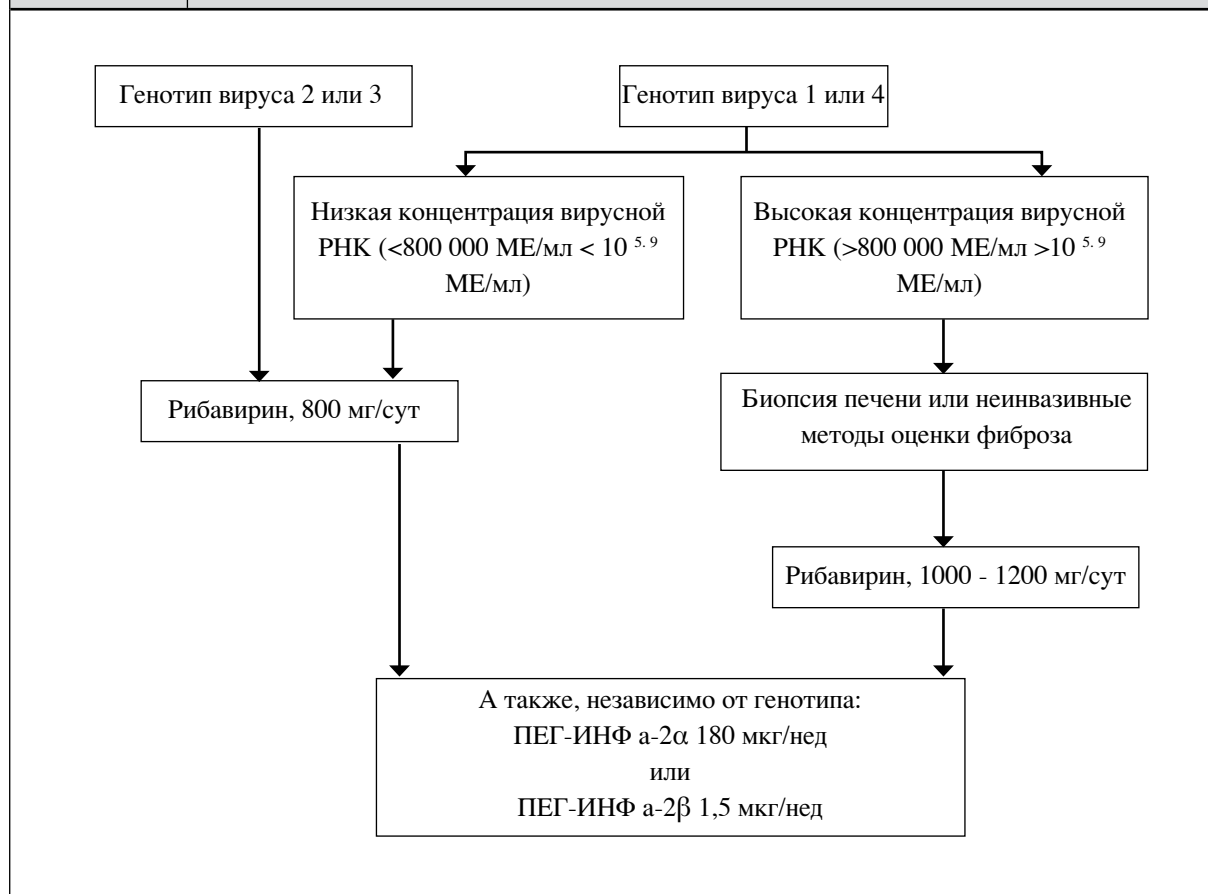 Генотип вируса 2 или 3
Генотип вируса 1 или 4
Низкая концентрация вирусной
РНК (<800 000 МЕ/мл < 10 5. 9
МЕ/мл)
Высокая концентрация вирусной
РНК (>800 000 МЕ/мл >10 5. 9
МЕ/мл)
Рибавирин, 800 мг/сут
Биопсия печени или неинвазивные
методы оценки фиброза
Рибавирин, 1000 - 1200 мг/сут
А также, независимо от генотипа:
ПЕГ-ИНФ а-2α 180 мкг/нед
или
ПЕГ-ИНФ а-2β 1,5 мкг/нед